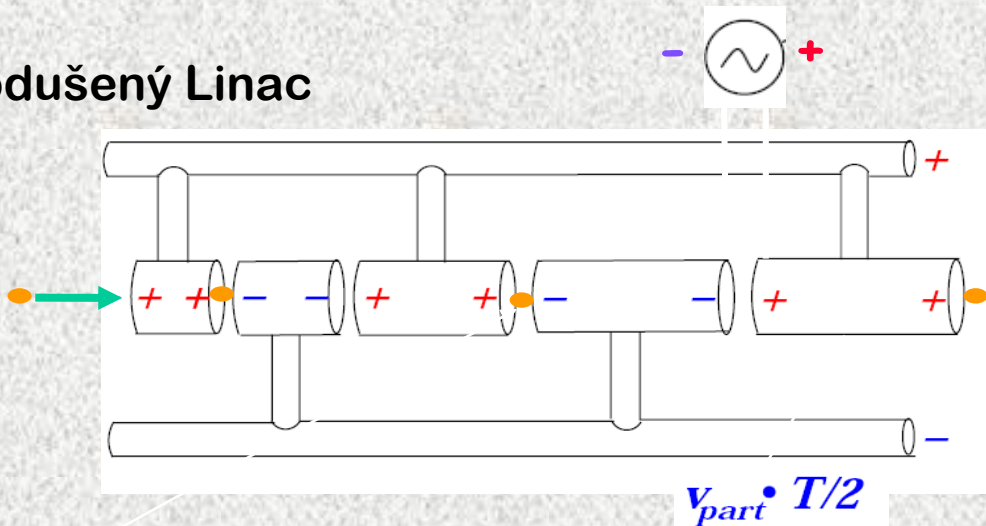 - +
odušený Linac
+
+ + - - + + - - + +
-
v_part • T/2